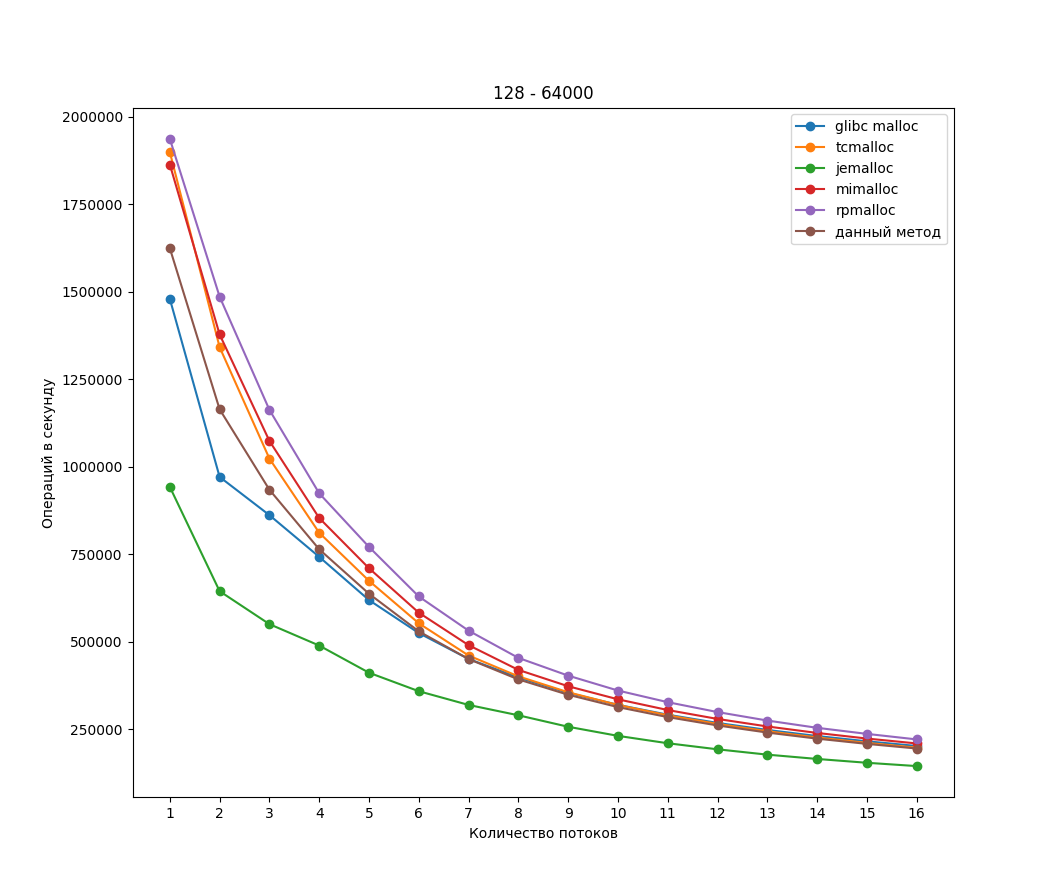 128 - 64000
2000000
1750000
1500000
1250000
1000000
750000
500000
250000
Операций в секунду
glibc malloc
tcmalloc
jemalloc
mimalloc
rpmalloc
данный метод
1 2 3 4 5 6 7 8 9 10 11 12 13 14 15 16
Количество потоков